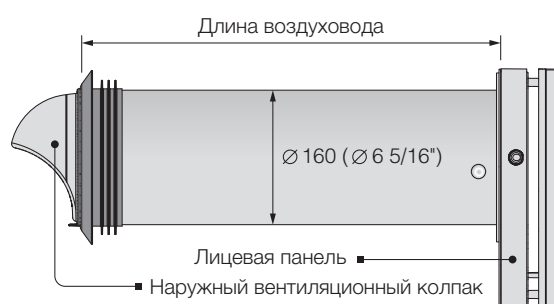 Длина воздуховода
⌀ 160 (⌀ 6 5/16")
Лицевая панель
Наружный вентиляционный колпак